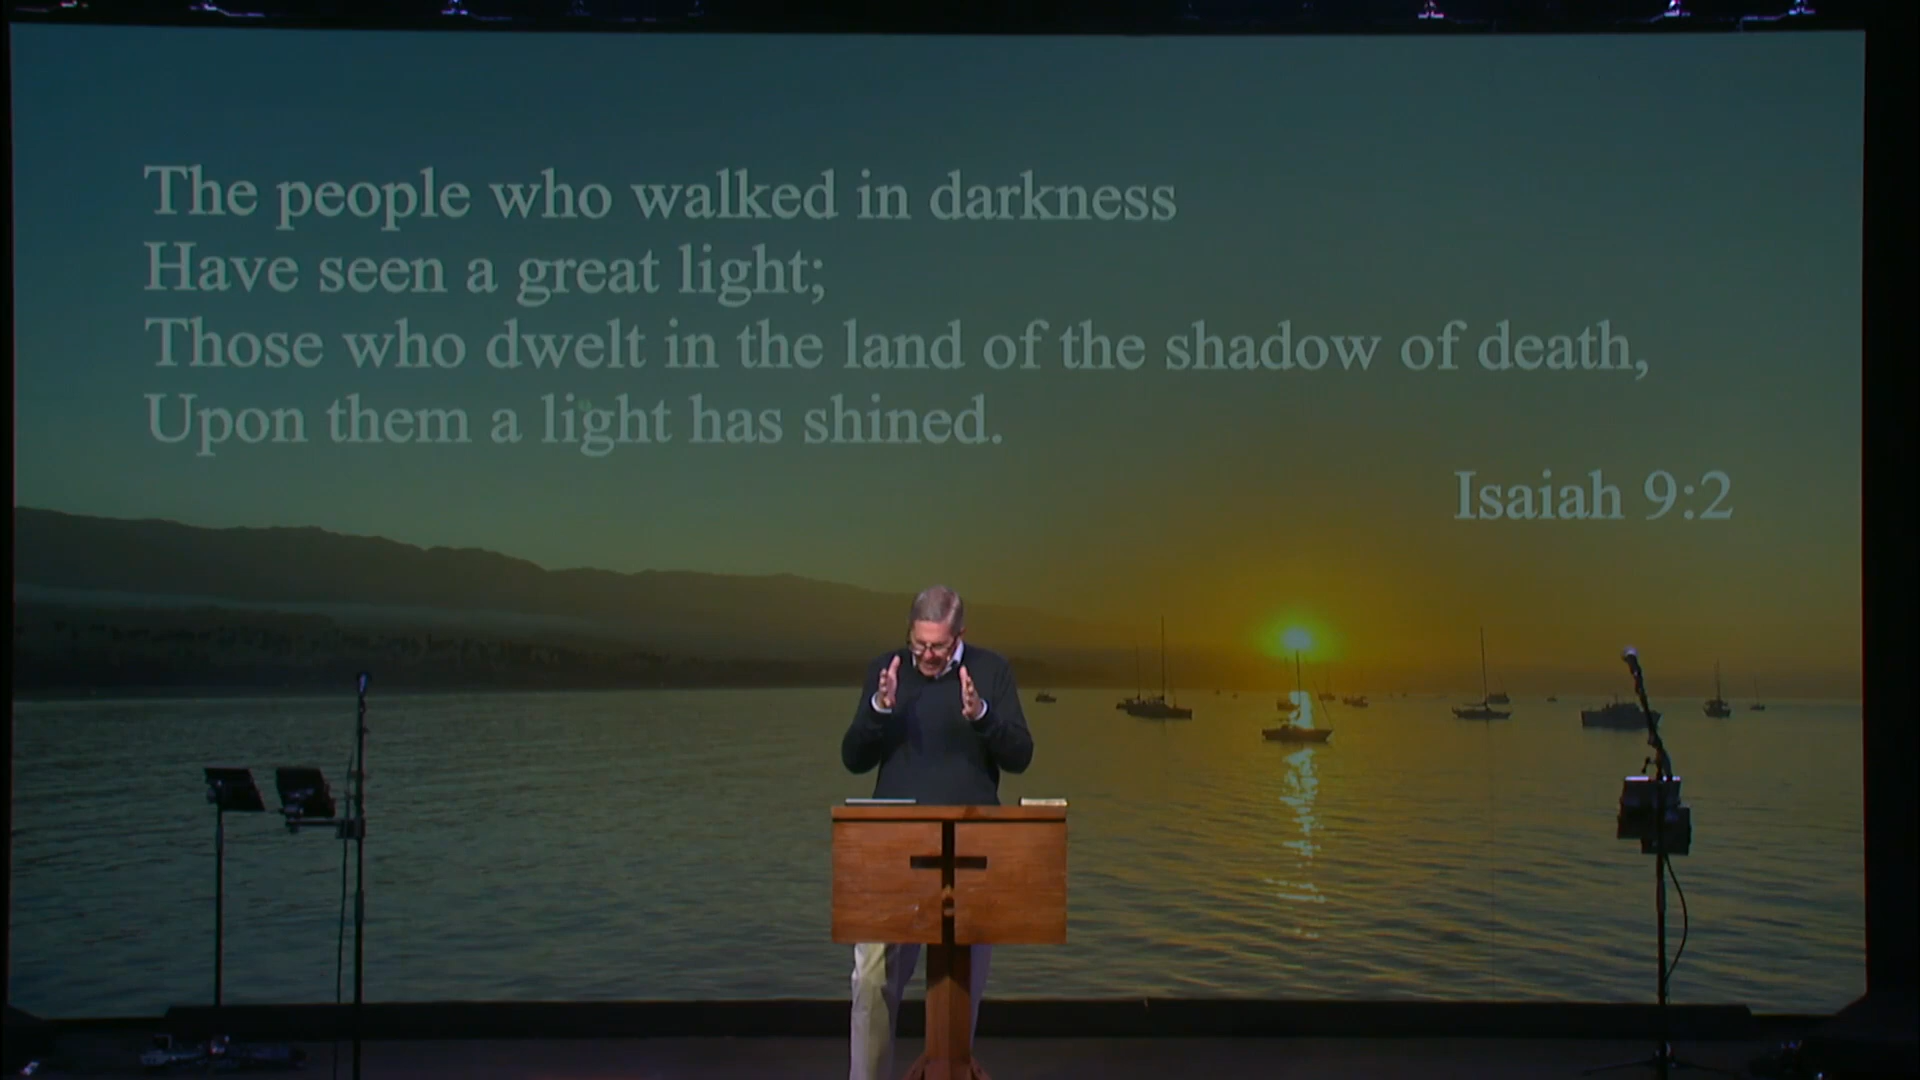 The people who walked in darkness
Have seen a great light;
Those who dwelt in the land of the shadow of death,
Upon them a light has shined.
Isaiah 9:2